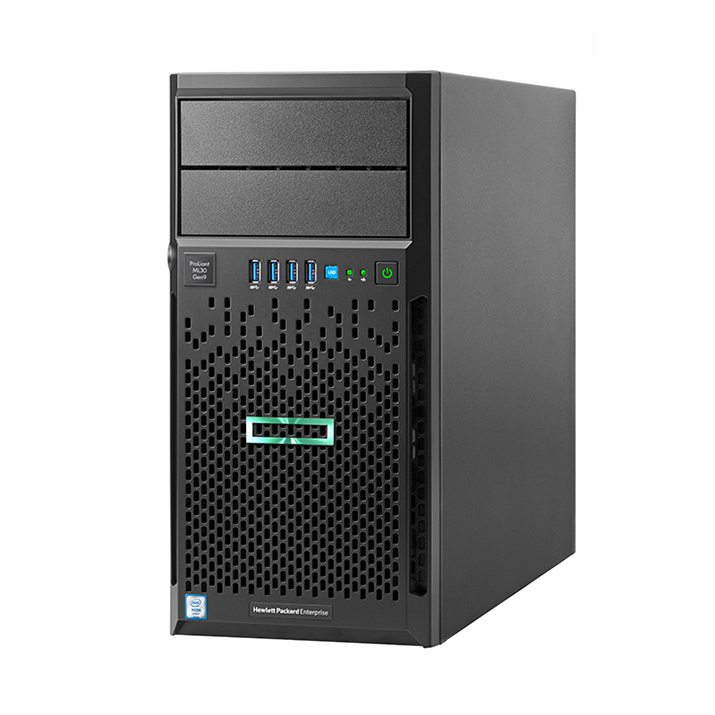 ProLiant
ML30
Gen9
UID
Hewlett Packard Enterprise